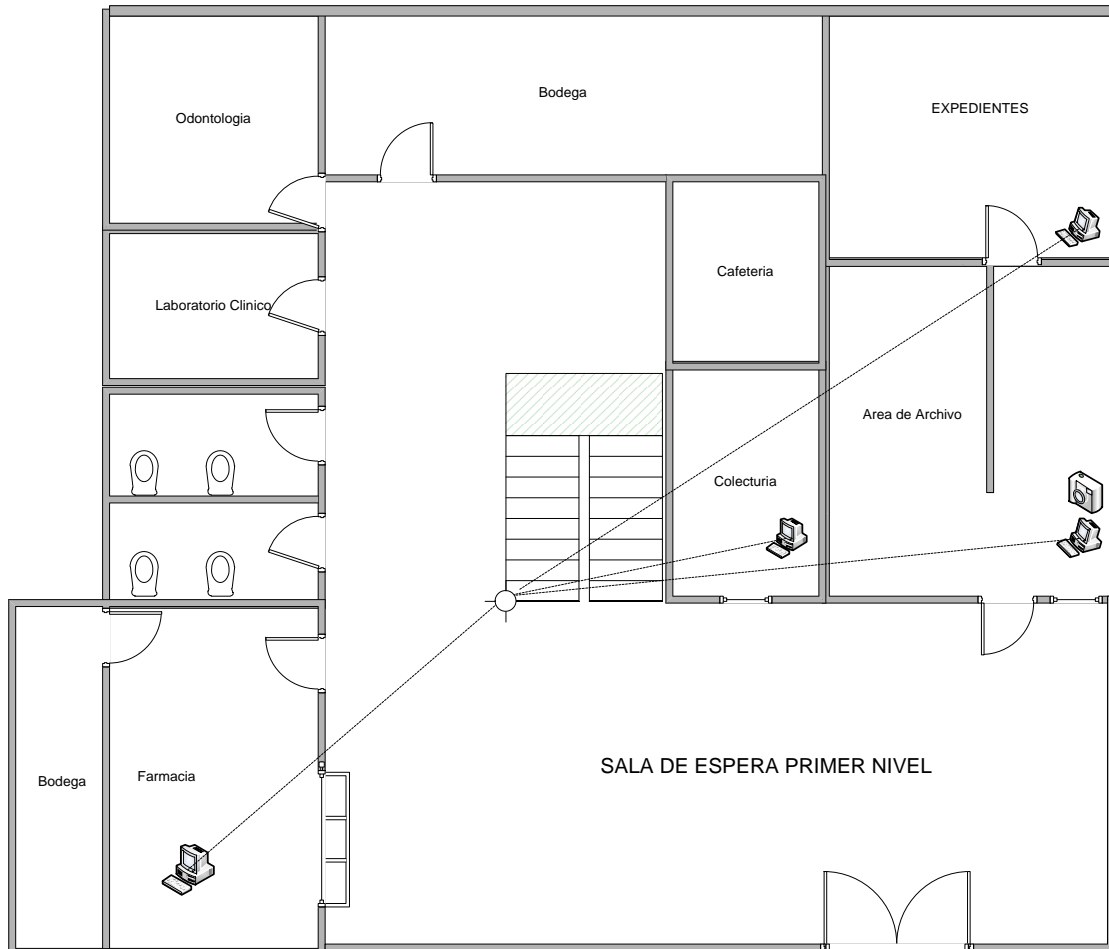 Bodega
EXPEDIENTES
Odontologia
Cafeteria
Laboratorio Clinico
Area de Archivo
Colecturia
SALA DE ESPERA PRIMER NIVEL
Farmacia
Bodega